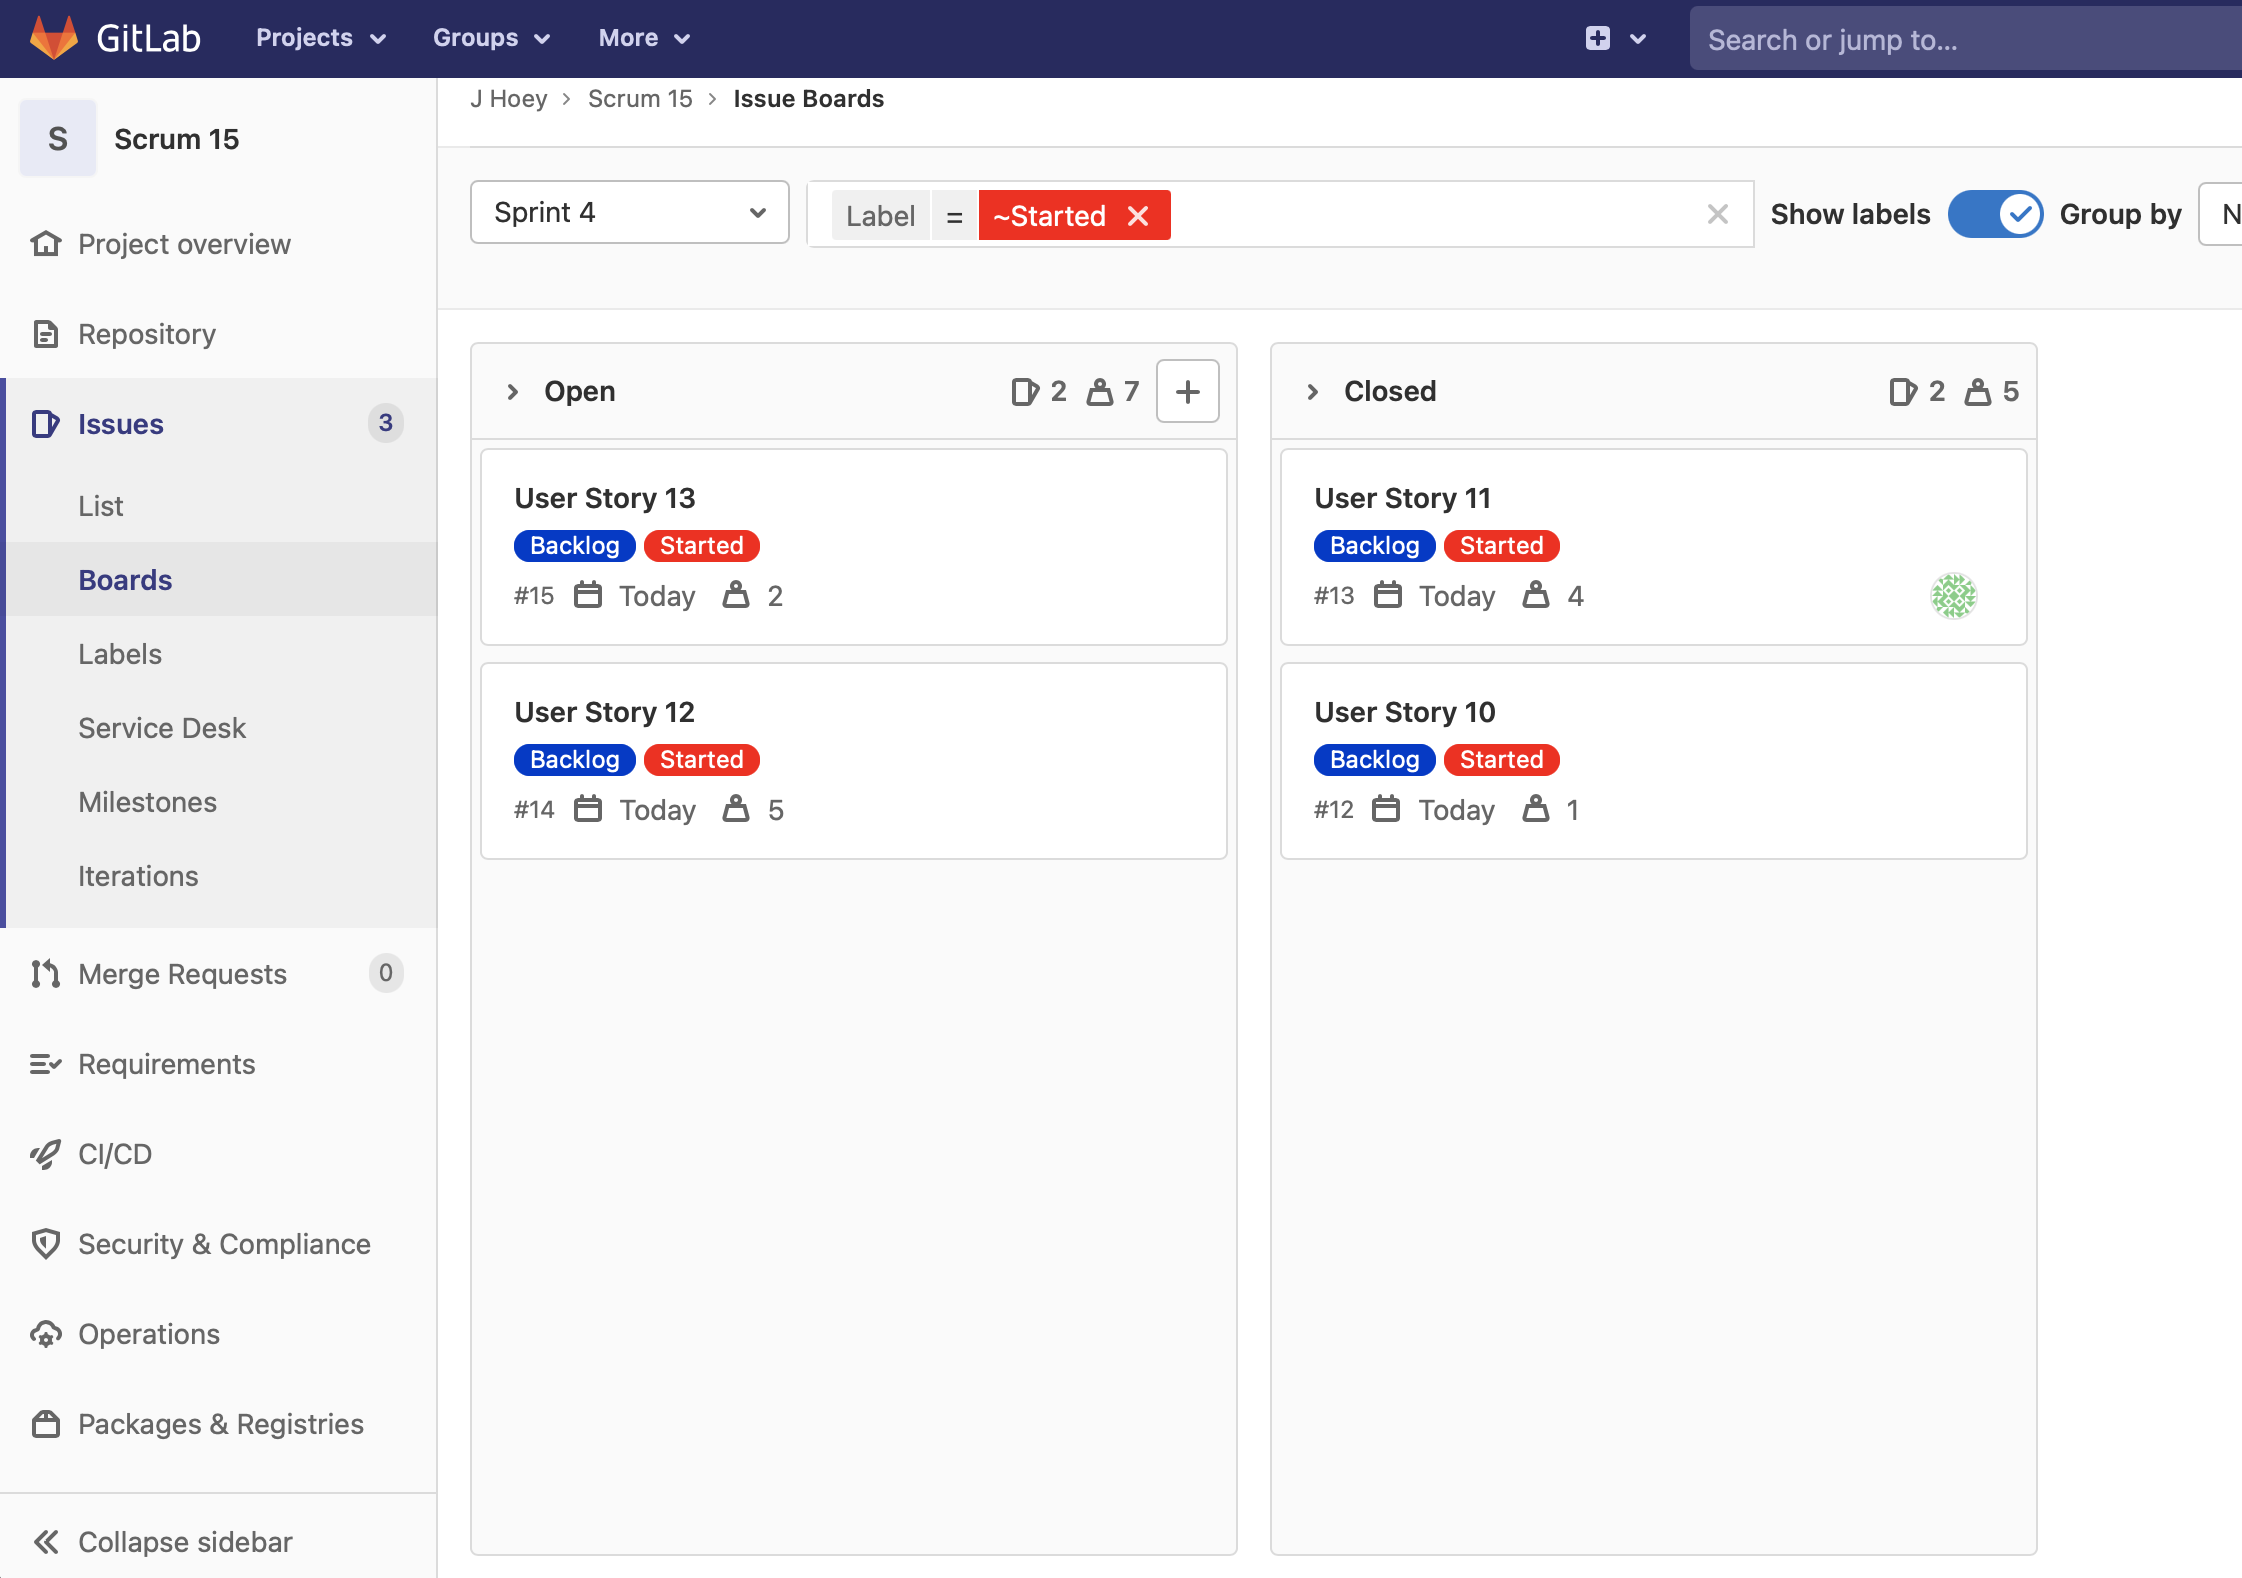 GitLab Projects Groups More Search or jump to...
J Hoey > Scrum 15 > Issue Boards
S Scrum 15
Project overview
Repository
Issues 3
List
Boards
Labels
Service Desk
Milestones
Iterations
Merge Requests 0
Requirements
CI/CD
Security & Compliance
Operations
Packages & Registries
Collapse sidebar
Sprint 4 Label = ~Started Show labels Group by N
Open 2 7
User Story 13
Backlog Started
#15 Today 2
User Story 12
Backlog Started
#14 Today 5
Closed 2 5
User Story 11
Backlog Started
#13 Today 4
User Story 10
Backlog Started
#12 Today 1